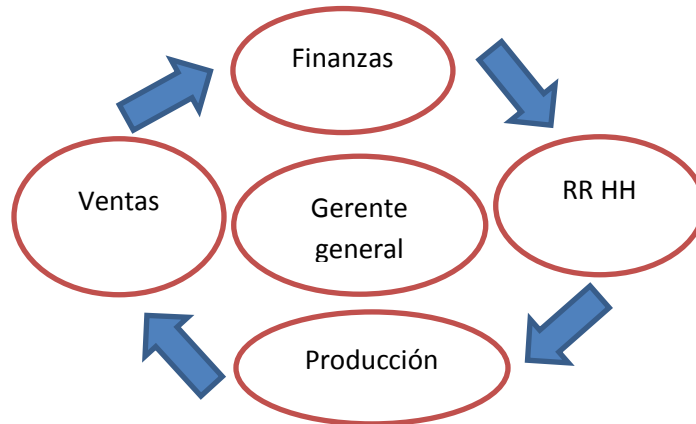 Finanzas
Ventas
RR HH
Gerente
general
Producción